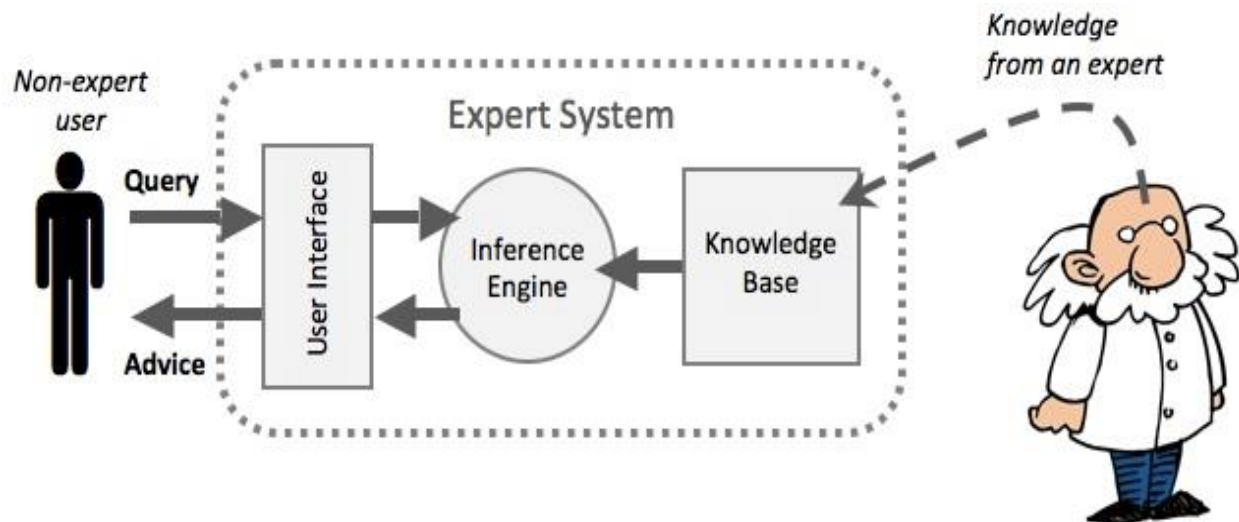 Knowledge
from an expert
Non-expert
user
Expert System
Query
User Interface
Inference
Engine
Knowledge
Base
Advice